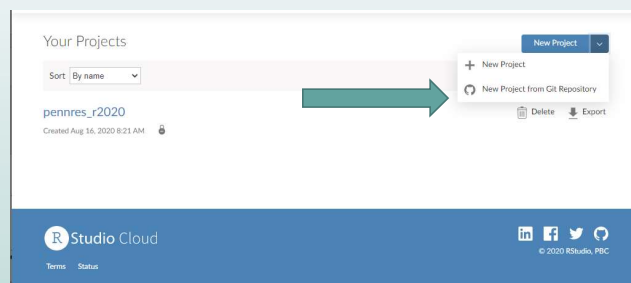 Your Projects
New Project
Sort By name
New Project
New Project from Git Repository
pennres_r2020
Delete Export
Created Aug 16, 2020 8:21 AM
R Studio Cloud
© 2020 RStudio, PBC
Terms Status